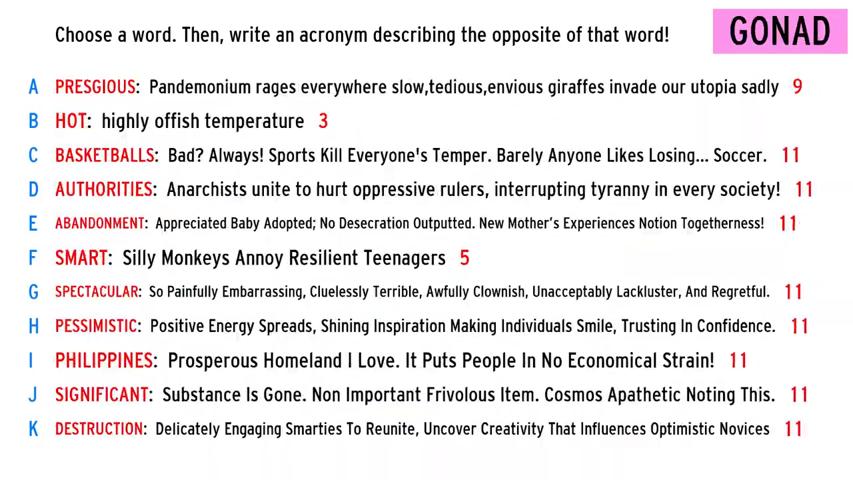 Choose a word. Then, write an acronym describing the opposite of that word!
GONAD
A PRESGIOUS: Pandemonium rages everywhere slow,tedious,envious giraffes invade our utopia sadly 9
B HOT: highly offish temperature 3
C BASKETBALLS: Bad? Always! Sports Kill Everyone's Temper. Barely Anyone Likes Losing... Soccer. 11
D AUTHORITIES: Anarchists unite to hurt oppressive rulers, interrupting tyranny in every society! 11
E ABANDONMENT: Appreciated Baby Adopted; No Desecration Outputted. New Mother's Experiences Notion Togetherness! 11
F SMART: Silly Monkeys Annoy Resilient Teenagers 5
G SPECTACULAR: So Painfully Embarrassing, Cluelessly Terrible, Awfully Clownish, Unacceptably Lackluster, And Regretful. 11
H PESSIMISTIC: Positive Energy Spreads, Shining Inspiration Making Individuals Smile, Trusting In Confidence. 11
I PHILIPPINES: Prosperous Homeland I Love. It Puts People In No Economical Strain! 11
J SIGNIFICANT: Substance Is Gone. Non Important Frivolous Item. Cosmos Apathetic Noting This. 11
K DESTRUCTION: Delicately Engaging Smarties To Reunite, Uncover Creativity That Influences Optimistic Novices 11